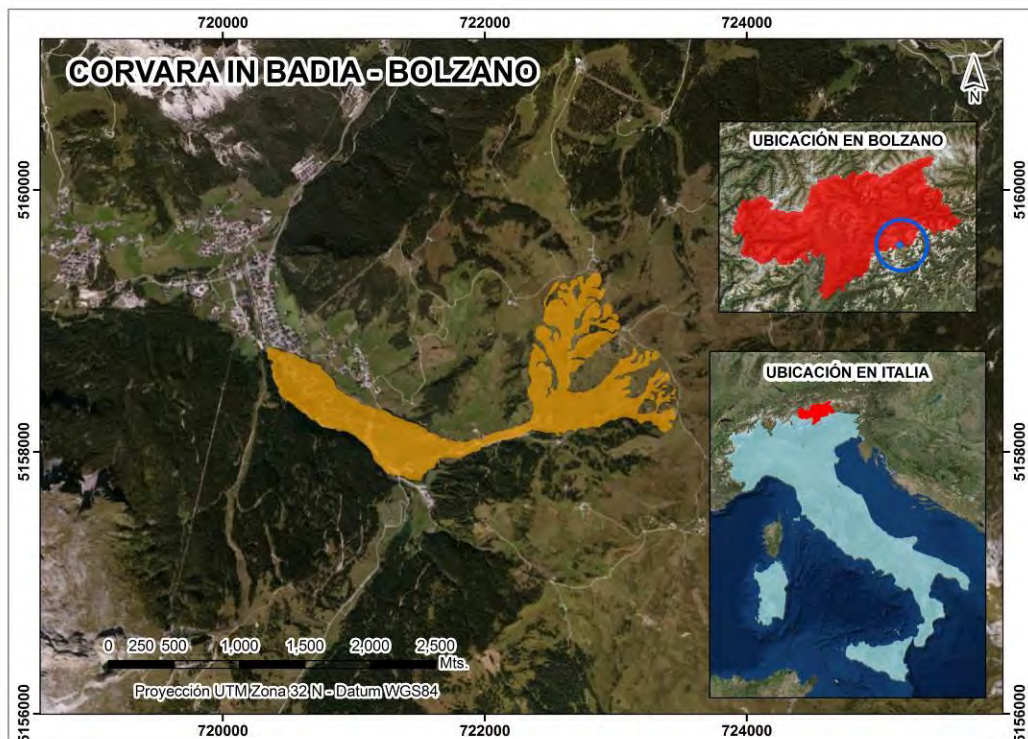 720000 722000 724000
CORVARA IN BADIA - BOLZANO
N
UBICACIÓN EN BOLZANO
5160000 5160000
UBICACIÓN EN ITALIA
5158000 5158000
0 250 500 1,000 1,500 2,000 2,500
Mts.
Proyección UTM Zona 32 N - Datum WGS84
5156000 5156000
720000 722000 724000